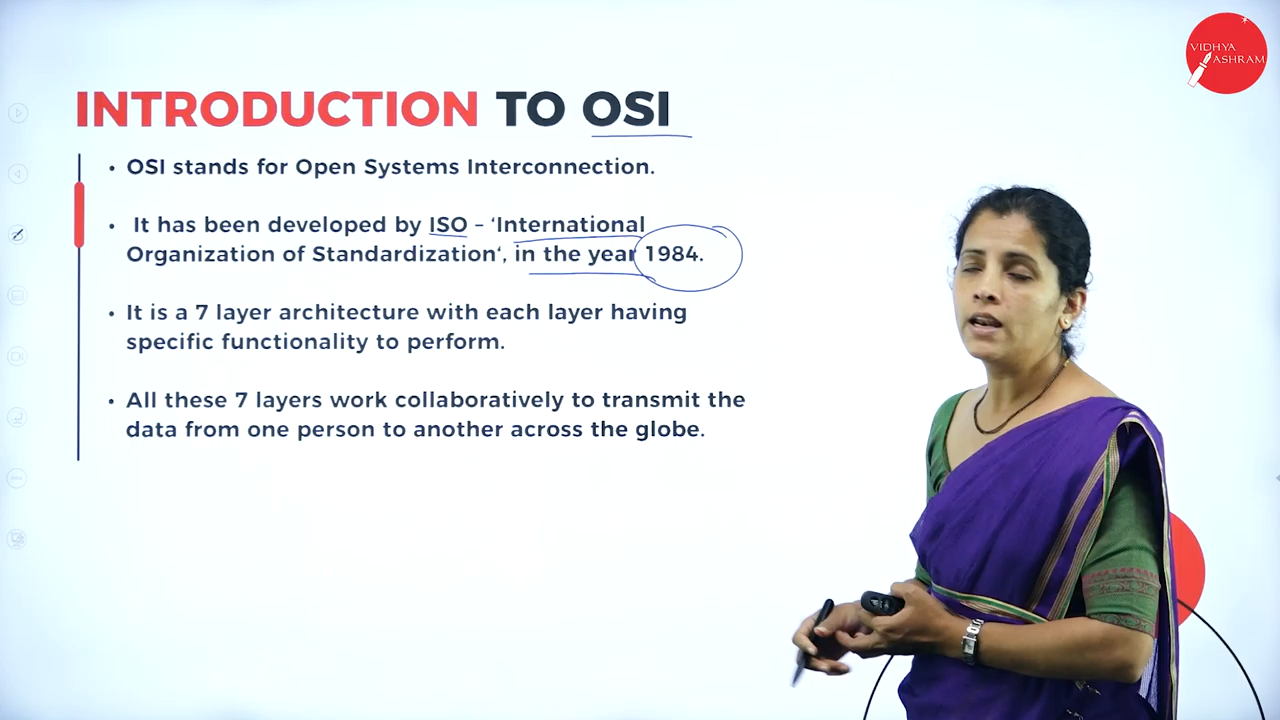 VIDHYA
ASHRAM
INTRODUCTION TO OSI
• OSI stands for Open Systems Interconnection.
• It has been developed by ISO – ‘International
Organization of Standardization‘, in the year 1984.
• It is a 7 layer architecture with each layer having
specific functionality to perform.
• All these 7 layers work collaboratively to transmit the
data from one person to another across the globe.